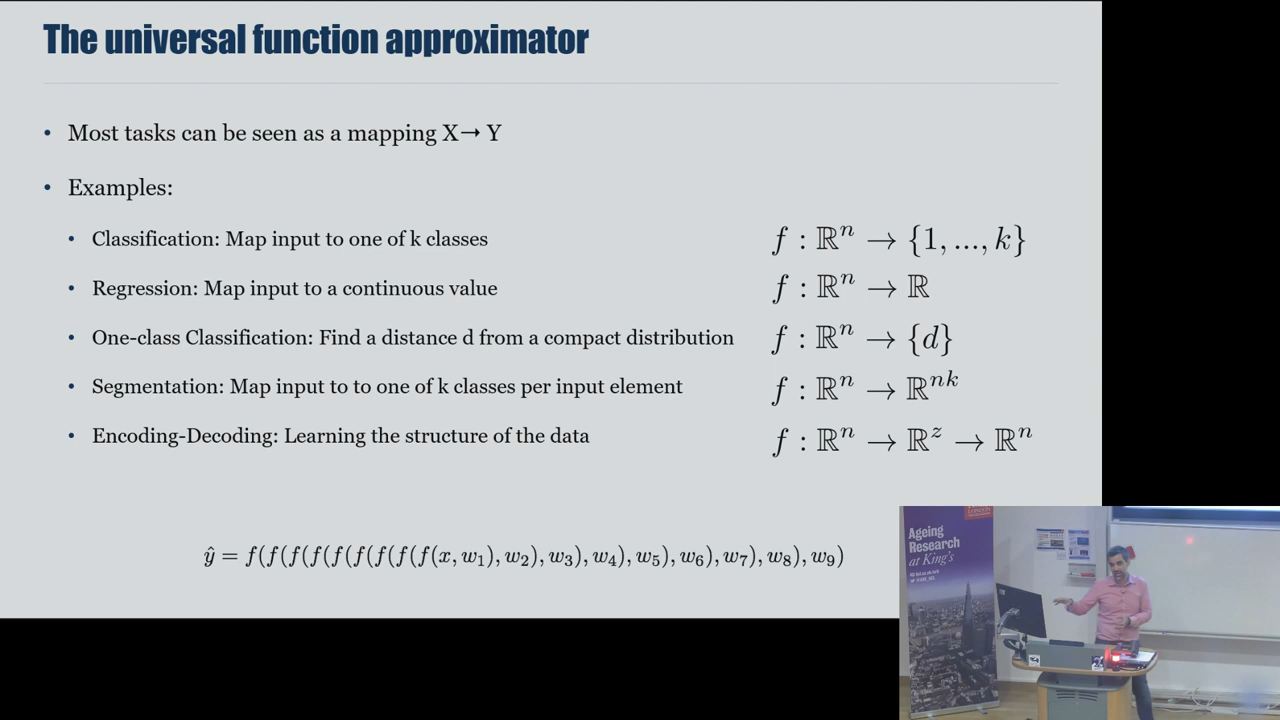 The universal function approximator
• Most tasks can be seen as a mapping X→ Y
• Examples:
• Classification: Map input to one of k classes f : ℝⁿ → {1, ..., k}
• Regression: Map input to a continuous value f : ℝⁿ → ℝ
• One-class Classification: Find a distance d from a compact distribution f : ℝⁿ → {d}
• Segmentation: Map input to to one of k classes per input element f : ℝⁿ → ℝⁿᵏ
• Encoding-Decoding: Learning the structure of the data f : ℝⁿ → ℝᶻ → ℝⁿ
ŷ = f(f(f(f(f(f(f(f(f(x, w₁), w₂), w₃), w₄), w₅), w₆), w₇), w₈), w₉)
LONDON
Ageing
Research
at King's